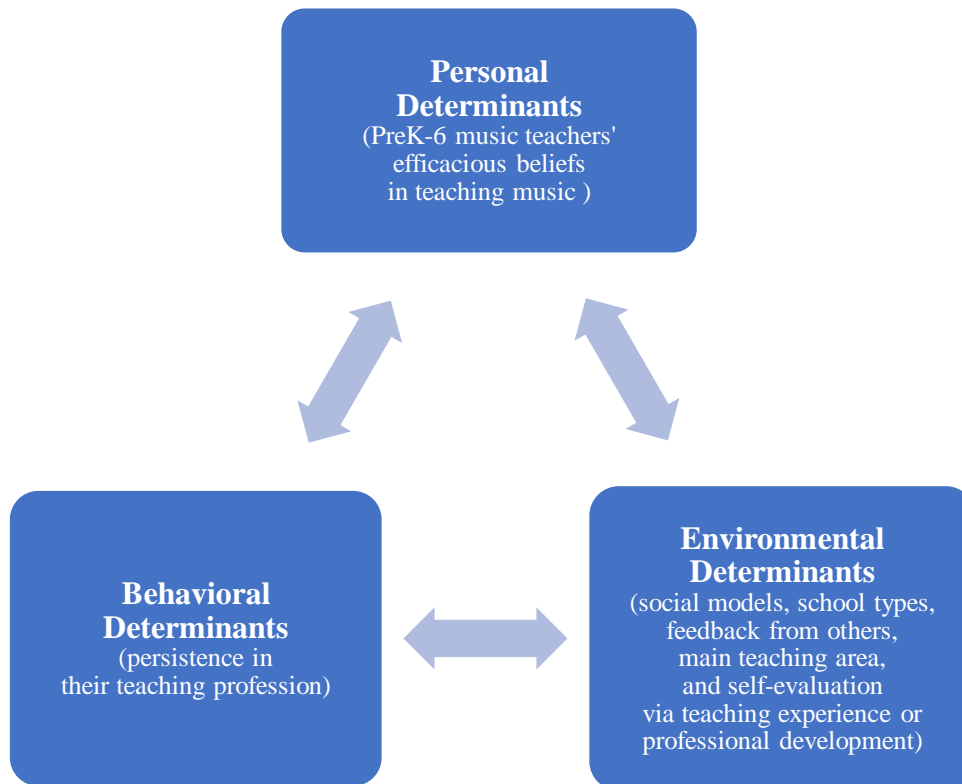 Personal
Determinants
(PreK-6 music teachers'
efficacious beliefs
in teaching music )
Behavioral
Determinants
(persistence in
their teaching profession)
Environmental
Determinants
(social models, school types,
feedback from others,
main teaching area,
and self-evaluation
via teaching experience or
professional development)